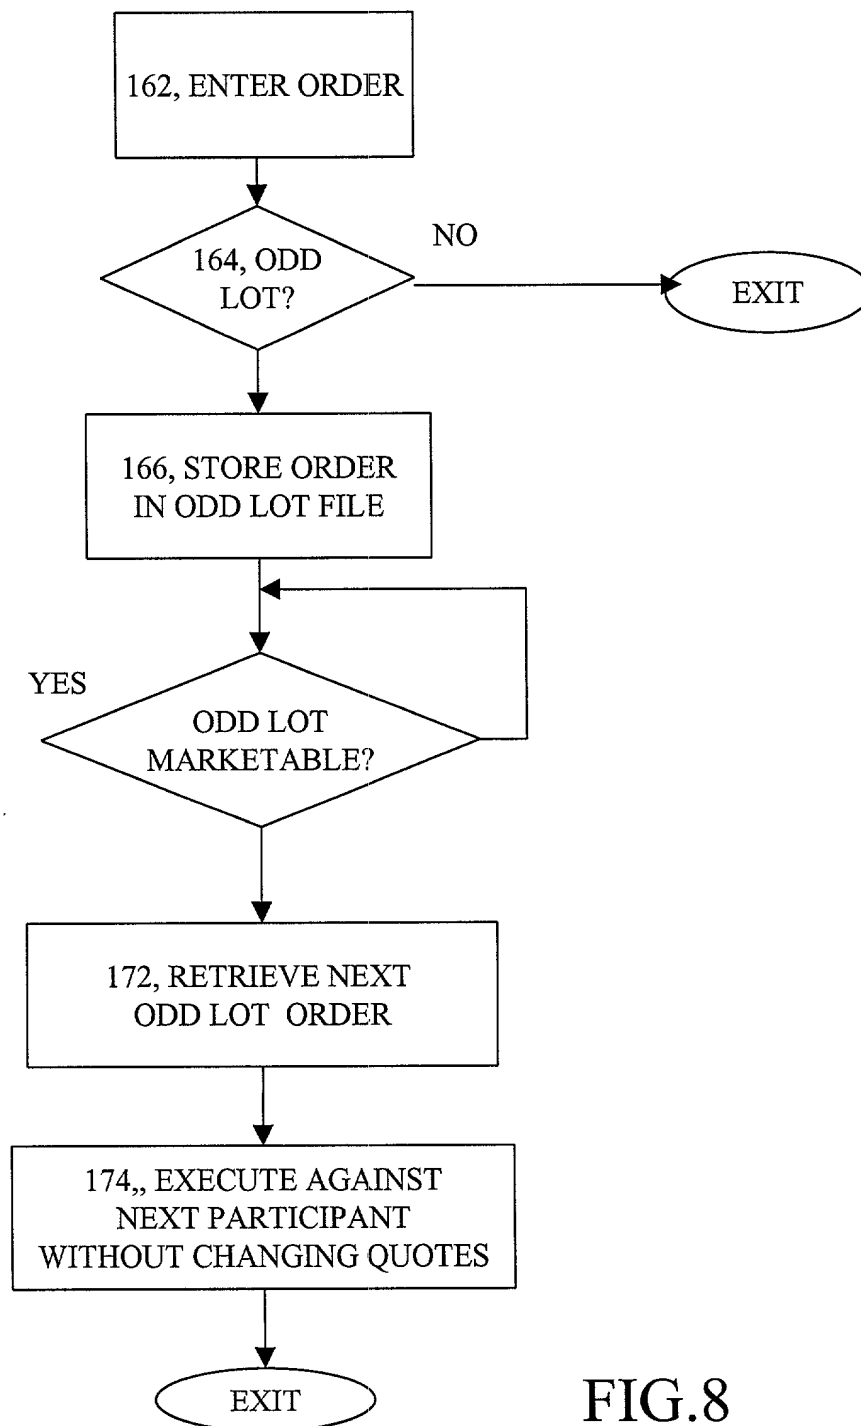 162, ENTER ORDER
164, ODD
LOT?
NO
EXIT
166, STORE ORDER
IN ODD LOT FILE
YES
ODD LOT
MARKETABLE?
172, RETRIEVE NEXT
ODD LOT ORDER
174,, EXECUTE AGAINST
NEXT PARTICIPANT
WITHOUT CHANGING QUOTES
EXIT
FIG.8